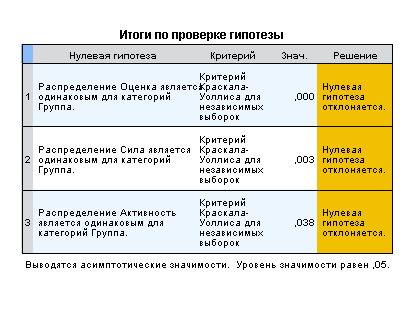 Итоги по проверке гипотезы
Нулевая гипотеза Критерий Знач. Решение
1 Распределение Оценка является одинаковым для категорий Группа. Критерий Краскала-Уоллиса для независимых выборок ,000 Нулевая гипотеза отклоняется.
2 Распределение Сила является одинаковым для категорий Группа. Критерий Краскала-Уоллиса для независимых выборок ,003 Нулевая гипотеза отклоняется.
3 Распределение Активность является одинаковым для категорий Группа. Критерий Краскала-Уоллиса для независимых выборок ,038 Нулевая гипотеза отклоняется.
Выводятся асимптотические значимости. Уровень значимости равен ,05.